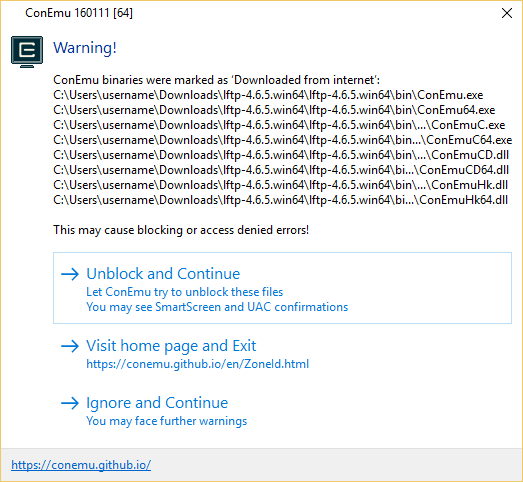 ConEmu 160111 [64]
Warning!
ConEmu binaries were marked as ‘Downloaded from internet’:
C:\Users\username\Downloads\lftp-4.6.5.win64\lftp-4.6.5.win64\bin\ConEmu.exe
C:\Users\username\Downloads\lftp-4.6.5.win64\lftp-4.6.5.win64\bin\ConEmu64.exe
C:\Users\username\Downloads\lftp-4.6.5.win64\lftp-4.6.5.win64\bin\...\ConEmuC.exe
C:\Users\username\Downloads\lftp-4.6.5.win64\lftp-4.6.5.win64\bin...\ConEmuC64.exe
C:\Users\username\Downloads\lftp-4.6.5.win64\lftp-4.6.5.win64\bin\...\ConEmuCD.dll
C:\Users\username\Downloads\lftp-4.6.5.win64\lftp-4.6.5.win64\bi...\ConEmuCD64.dll
C:\Users\username\Downloads\lftp-4.6.5.win64\lftp-4.6.5.win64\bin\...\ConEmuHk.dll
C:\Users\username\Downloads\lftp-4.6.5.win64\lftp-4.6.5.win64\bi...\ConEmuHk64.dll
This may cause blocking or access denied errors!
Unblock and Continue
Let ConEmu try to unblock these files
You may see SmartScreen and UAC confirmations
Visit home page and Exit
https://conemu.github.io/en/ZoneId.html
Ignore and Continue
You may face further warnings
https://conemu.github.io/